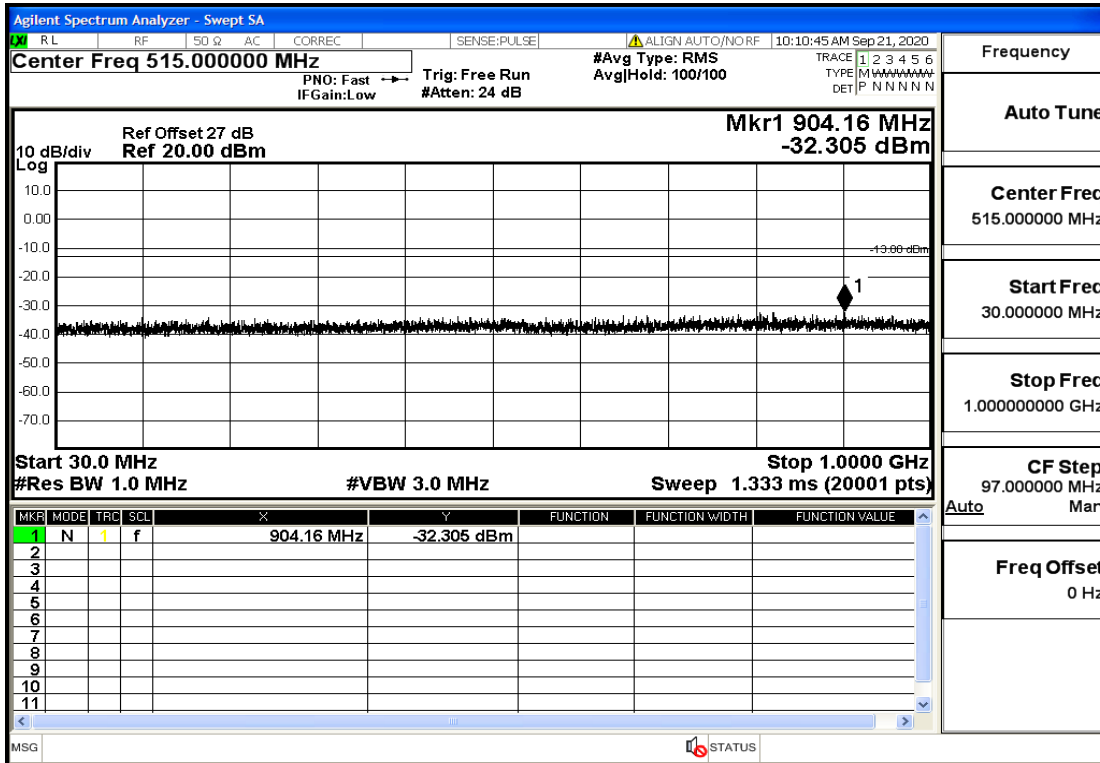 Agilent Spectrum Analyzer - Swept SA
LXI RL RF 50 Ω AC CORREC SENSE:PULSE ALIGN AUTO/NO RF 10:10:45 AM Sep 21, 2020
Center Freq 515.000000 MHz
PNO: Fast
IFGain:Low
Trig: Free Run
#Atten: 24 dB
#Avg Type: RMS
Avg|Hold: 100/100
TRACE 1 2 3 4 5 6
TYPE M
DET P N N N N N
Ref Offset 27 dB
10 dB/div Ref 20.00 dBm
Log
Mkr1 904.16 MHz
-32.305 dBm
10.0
0.00
-10.0
-13.00 dBm
-20.0
1
-30.0
-40.0
-50.0
-60.0
-70.0
Start 30.0 MHz Stop 1.0000 GHz
#Res BW 1.0 MHz #VBW 3.0 MHz Sweep 1.333 ms (20001 pts)
MKR MODE TRC SCL X Y FUNCTION FUNCTION WIDTH FUNCTION VALUE
1 N 1 f 904.16 MHz -32.305 dBm
2
3
4
5
6
7
8
9
10
11
MSG STATUS
Frequency
Auto Tune
Center Freq
515.000000 MHz
Start Freq
30.000000 MHz
Stop Freq
1.000000000 GHz
CF Step
97.000000 MHz
Auto Man
Freq Offset
0 Hz